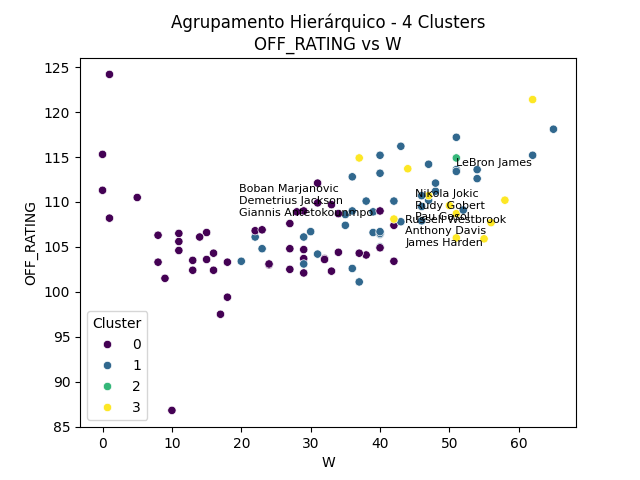 Agrupamento Hierárquico - 4 Clusters
OFF_RATING vs W
125
120
115
110
105
100
95
90
85
OFF_RATING
LeBron James
Boban Marjanovic
Demetrius Jackson
Giannis Antetokounmpo
Nikola Jokic
Rudy Gobert
Pau Gasol
Russell Westbrook
Anthony Davis
James Harden
Cluster
0
1
2
3
0
10
20
30
40
50
60
W